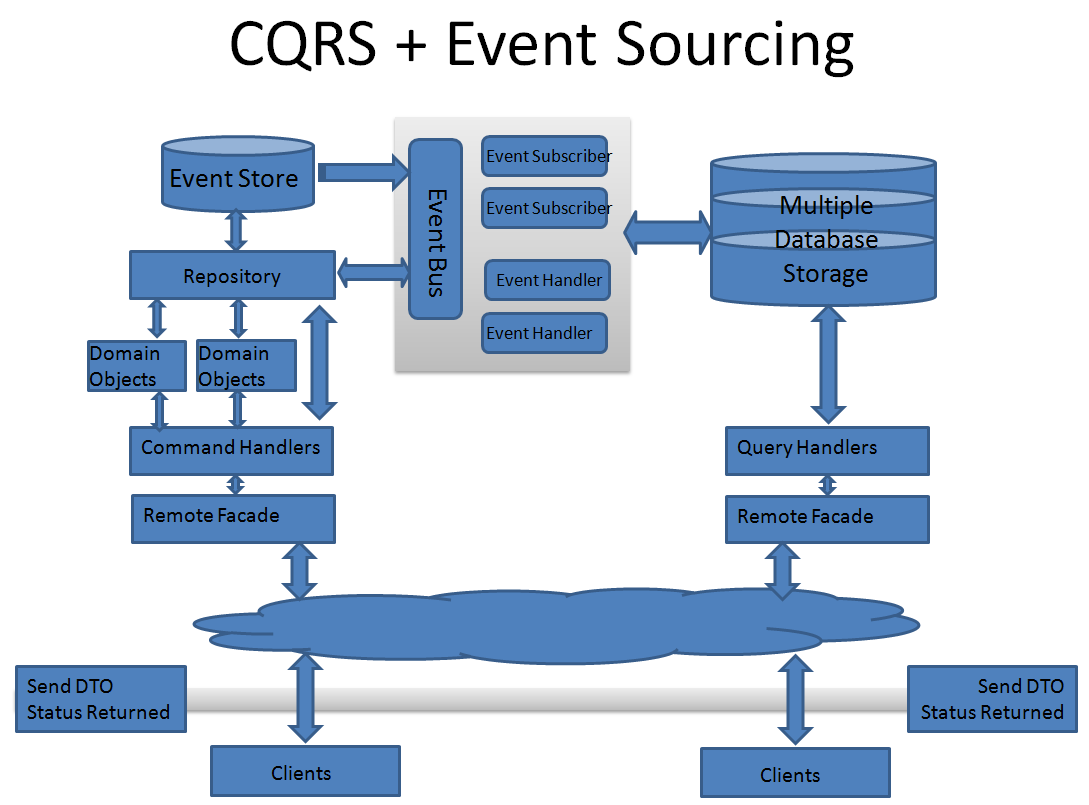 CQRS + Event Sourcing
Event Store
Event Bus
Event Subscriber
Event Subscriber
Event Handler
Event Handler
Multiple
Database
Storage
Repository
Domain
Objects
Domain
Objects
Command Handlers
Query Handlers
Remote Facade
Remote Facade
Send DTO
Status Returned
Send DTO
Status Returned
Clients
Clients